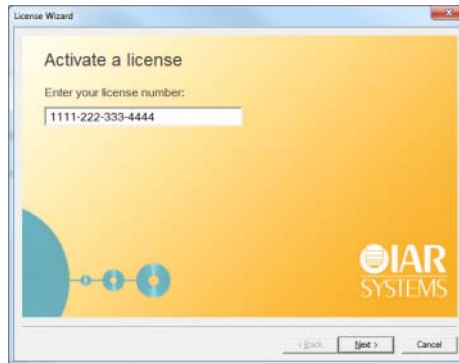 License Wizard
Activate a license
Enter your license number:
1111-222-333-4444
IAR
SYSTEMS
< Back Next > Cancel